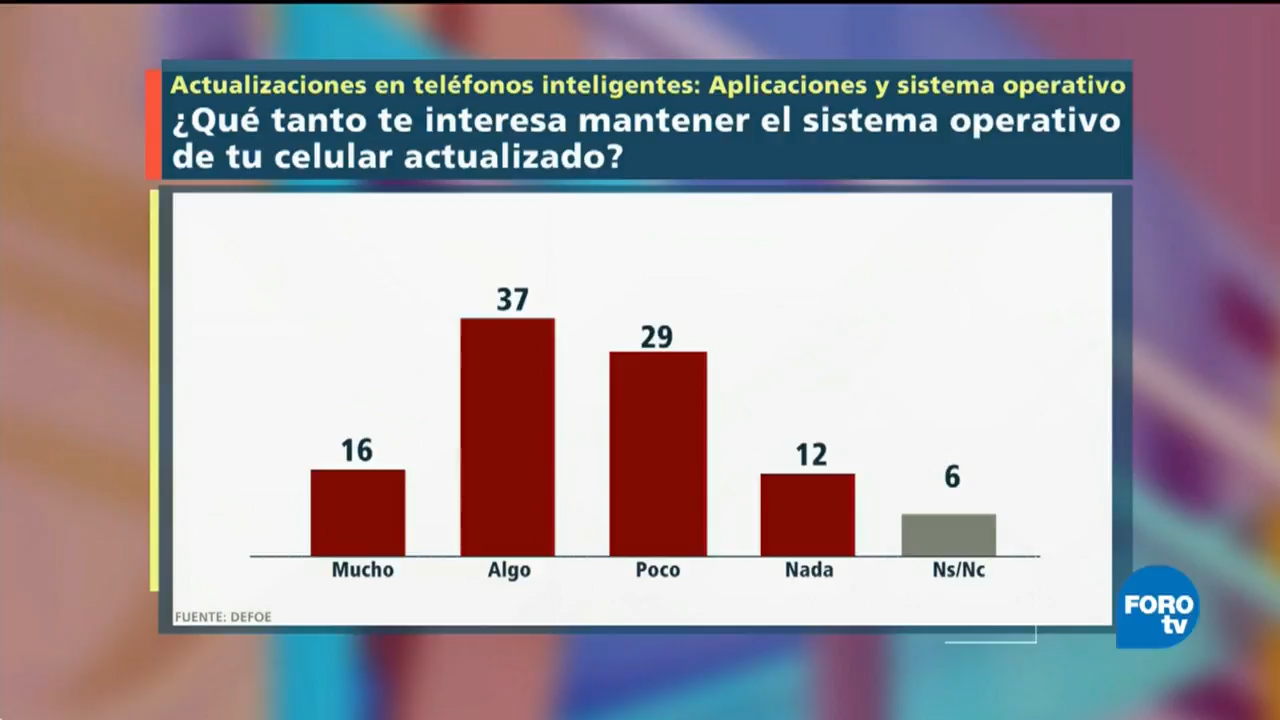 Actualizaciones en teléfonos inteligentes: Aplicaciones y sistema operativo
¿Qué tanto te interesa mantener el sistema operativo
de tu celular actualizado?
16
37
29
12
6
Mucho
Algo
Poco
Nada
Ns/Nc
FUENTE: DEFOE
FORO
tv